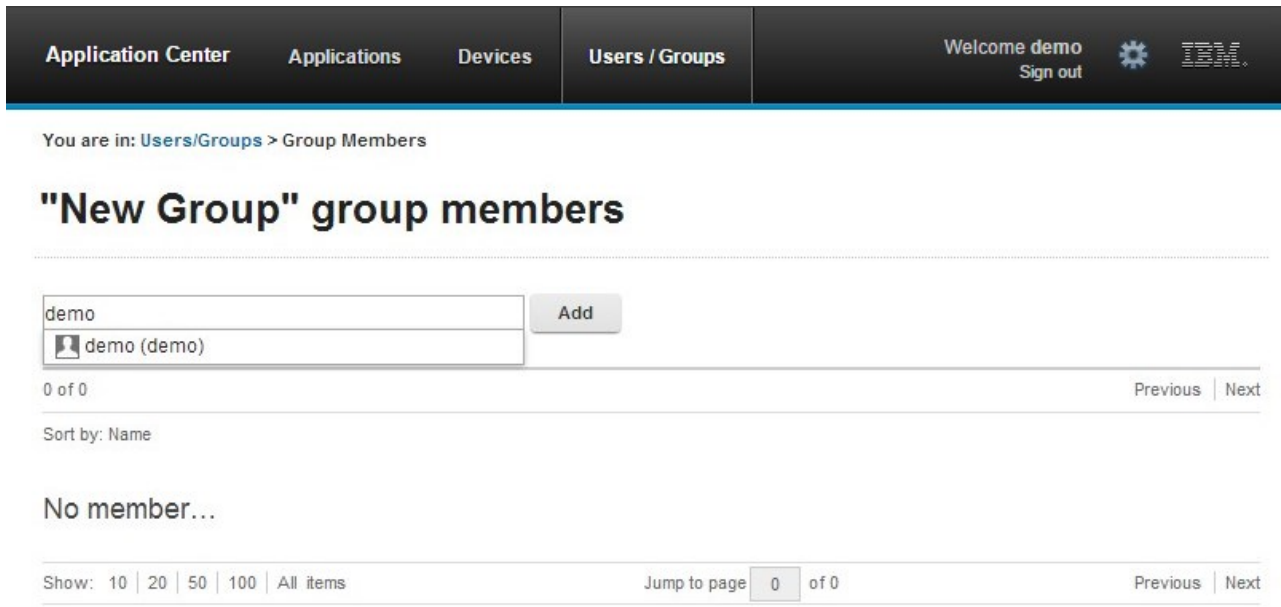 Application Center Applications Devices Users / Groups Welcome demo IBM.
Sign out
You are in: Users/Groups > Group Members
"New Group" group members
demo Add
demo (demo)
0 of 0 Previous Next
Sort by: Name
No member...
Show: 10 20 50 100 All items Jump to page 0 of 0 Previous Next